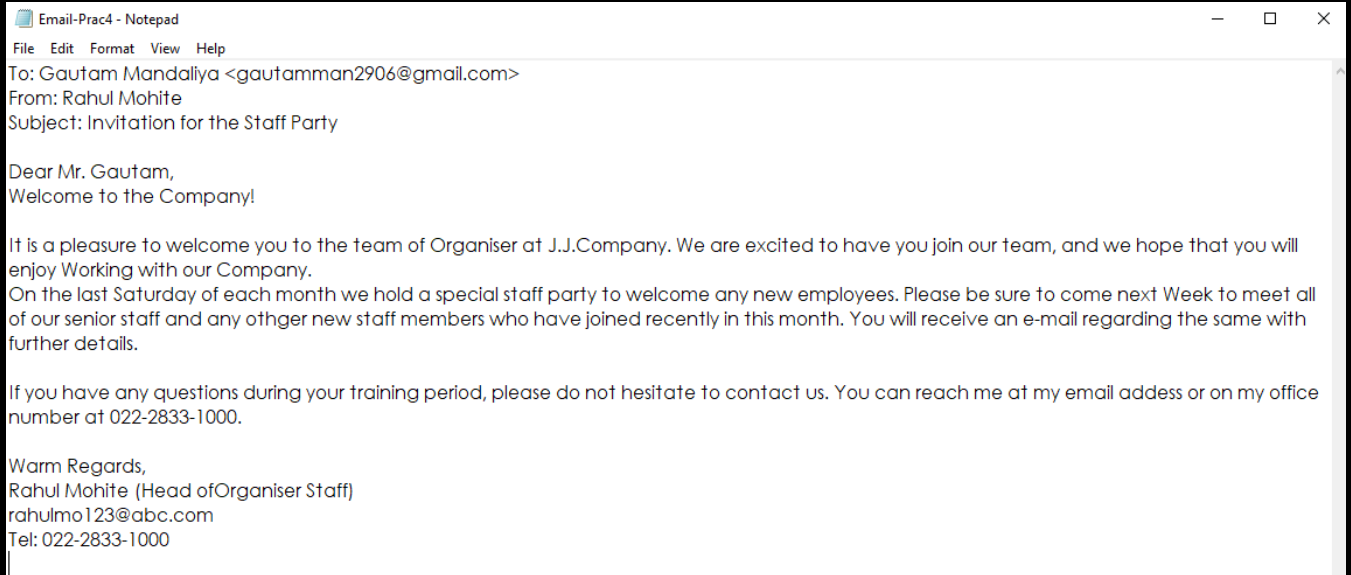 Email-Prac4 - Notepad
File Edit Format View Help
To: Gautam Mandaliya <gautamman2906@gmail.com>
From: Rahul Mohite
Subject: Invitation for the Staff Party
Dear Mr. Gautam,
Welcome to the Company!
It is a pleasure to welcome you to the team of Organiser at J.J.Company. We are excited to have you join our team, and we hope that you will
enjoy Working with our Company.
On the last Saturday of each month we hold a special staff party to welcome any new employees. Please be sure to come next Week to meet all
of our senior staff and any othger new staff members who have joined recently in this month. You will receive an e-mail regarding the same with
further details.
If you have any questions during your training period, please do not hesitate to contact us. You can reach me at my email addess or on my office
number at 022-2833-1000.
Warm Regards,
Rahul Mohite (Head ofOrganiser Staff)
rahulmo123@abc.com
Tel: 022-2833-1000